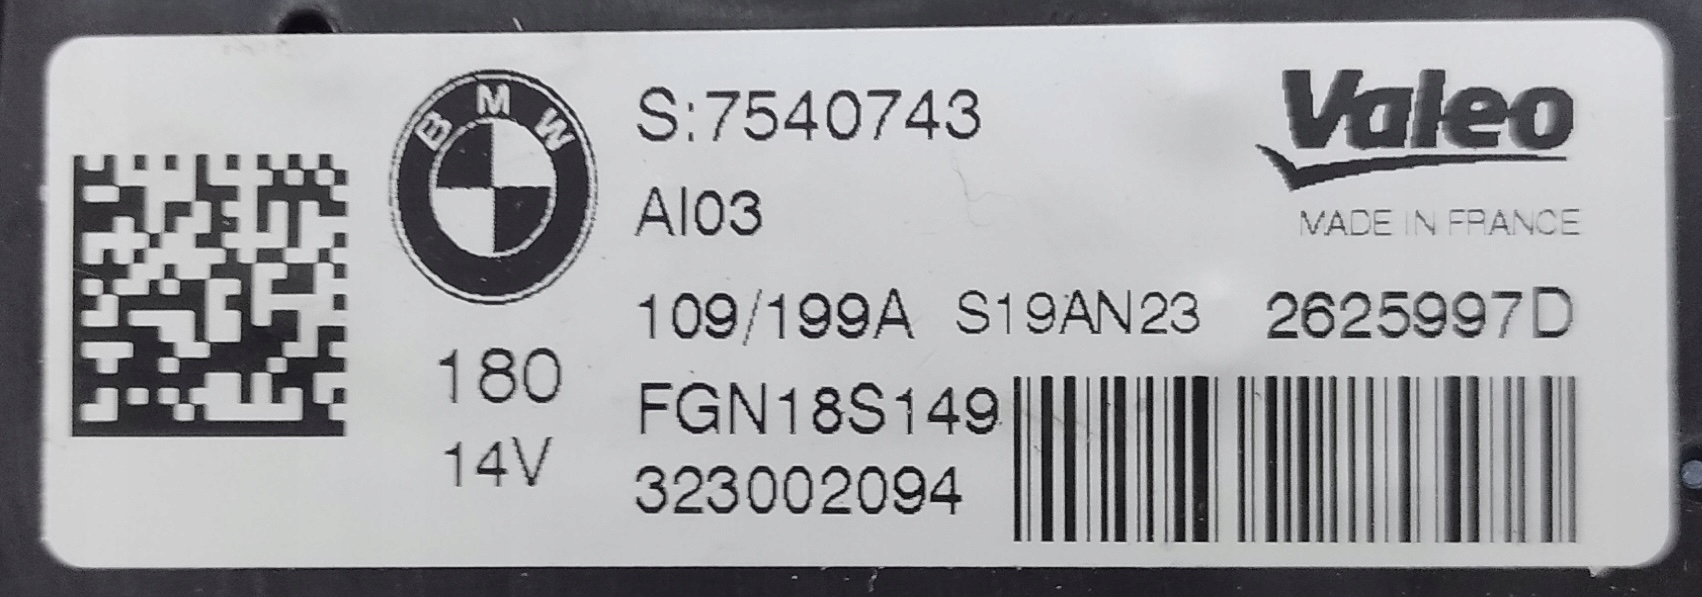 BMW
S:7540743
Valeo
AI03
MADE IN FRANCE
109/199A S19AN23 2625997D
180
FGN18S149
14V
323002094